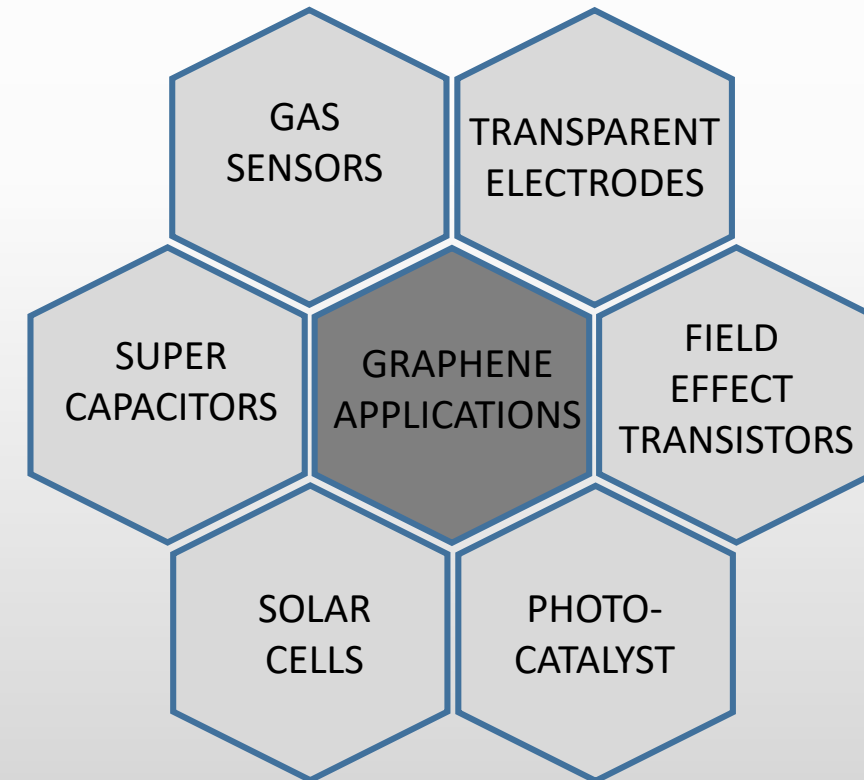 GAS
SENSORS
TRANSPARENT
ELECTRODES
SUPER
CAPACITORS
GRAPHENE
APPLICATIONS
FIELD
EFFECT
TRANSISTORS
SOLAR
CELLS
PHOTO-
CATALYST